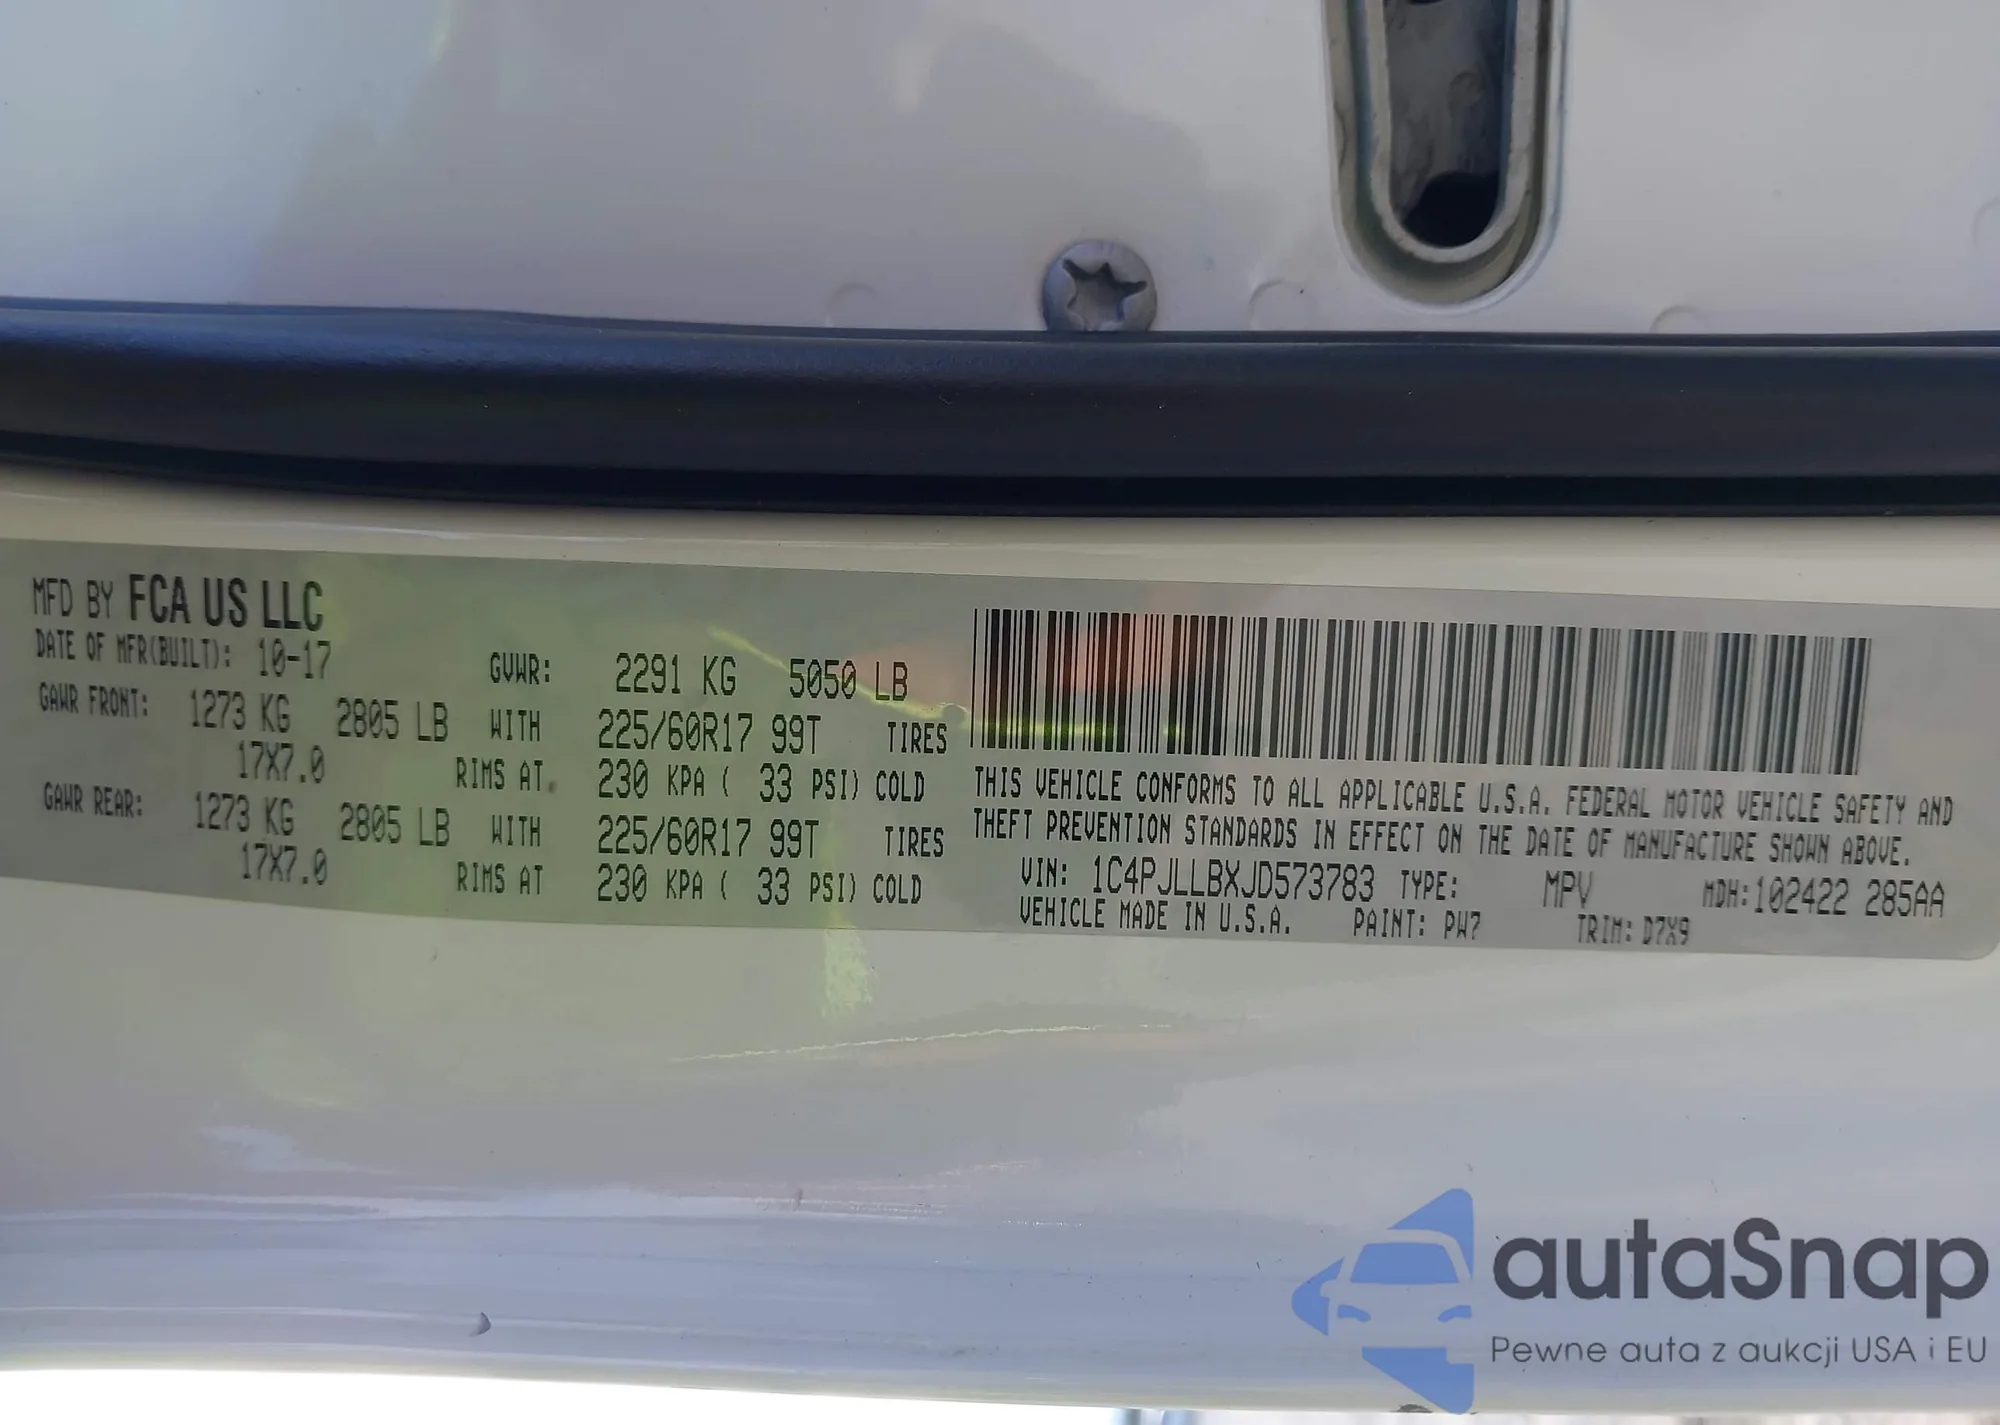 MFD BY FCA US LLC
DATE OF MFR(BUILT): 10-17 GVWR: 2291 KG 5050 LB
GAWR FRONT: 1273 KG 2805 LB WITH 225/60R17 99T TIRES
17X7.0 RIMS AT 230 KPA ( 33 PSI) COLD
GAWR REAR: 1273 KG 2805 LB WITH 225/60R17 99T TIRES
17X7.0 RIMS AT 230 KPA ( 33 PSI) COLD
THIS VEHICLE CONFORMS TO ALL APPLICABLE U.S.A. FEDERAL MOTOR VEHICLE SAFETY AND
THEFT PREVENTION STANDARDS IN EFFECT ON THE DATE OF MANUFACTURE SHOWN ABOVE.
VIN: 1C4PJLLBXJD573783 TYPE: MPV MDH:102422 285AA
VEHICLE MADE IN U.S.A. PAINT: PW7 TRIM: D7X9
autaSnap
Pewne auta z aukcji USA i EU